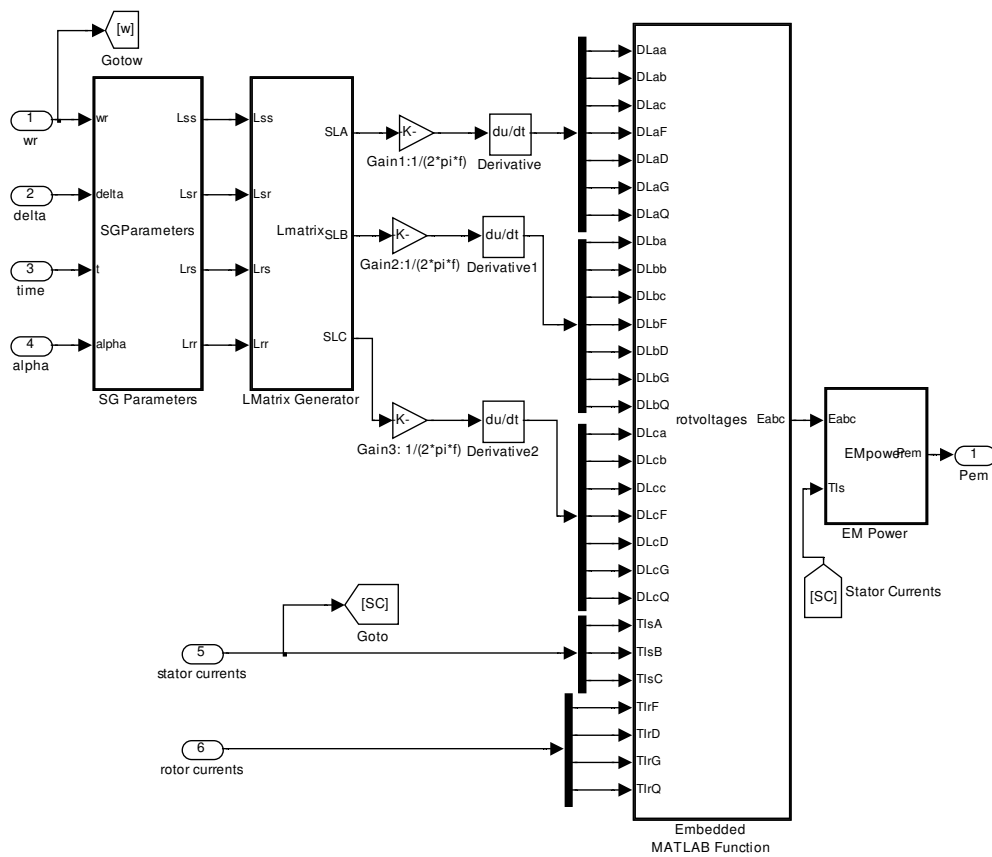 [w]
Gotow
1
wr
2
delta
3
time
4
alpha
wr
delta
t
alpha
SGParameters
Lss
Lsr
Lrs
Lrr
SG Parameters
Lss
Lsr
Lrs
Lrr
Lmatrix
SLA
SLB
SLC
LMatrix Generator
-K-
Gain1:1/(2*pi*f)
du/dt
Derivative
-K-
Gain2:1/(2*pi*f)
du/dt
Derivative1
-K-
Gain3: 1/(2*pi*f)
du/dt
Derivative2
DLaa
DLab
DLac
DLaF
DLaD
DLaG
DLaQ
DLba
DLbb
DLbc
DLbF
DLbD
DLbG
DLbQ
DLca
DLcb
DLcc
DLcF
DLcD
DLcG
DLcQ
TIsA
TIsB
TIsC
TIrF
TIrD
TIrG
TIrQ
rotvoltages
Eabc
Embedded
MATLAB Function
[SC]
Goto
5
stator currents
6
rotor currents
Eabc
TIs
EMpower
Pem
EM Power
1
Pem
[SC]
Stator Currents